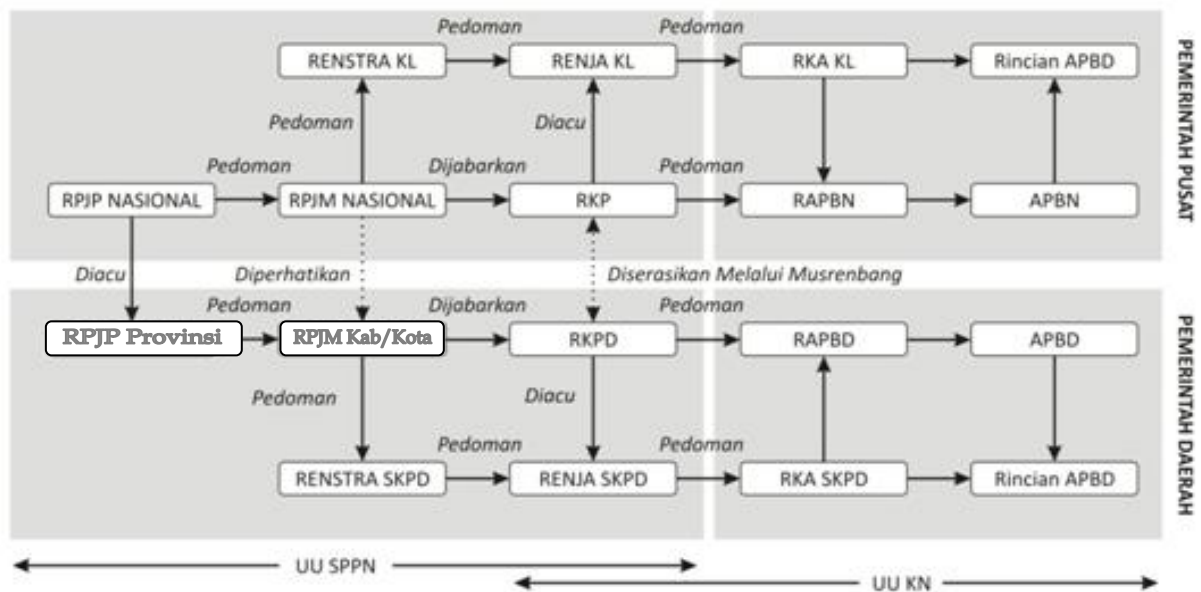 Pedoman Pedoman
RENSTRA KL RENJA KL RKA KL Rincian APBD
Pedoman Diacu
Pedoman Dijabarkan Pedoman
RPJP NASIONAL RPJM NASIONAL RKP RAPBN APBN
Diacu Diperhatikan Diserasikan Melalui Musrenbang
Pedoman Dijabarkan Pedoman
RPJP Provinsi RPJM Kab/Kota RKPD RAPBD APBD
Pedoman Diacu
Pedoman Pedoman
RENSTRA SKPD RENJA SKPD RKA SKPD Rincian APBD
PEMERINTAH PUSAT
PEMERINTAH DAERAH
UU SPPN
UU KN